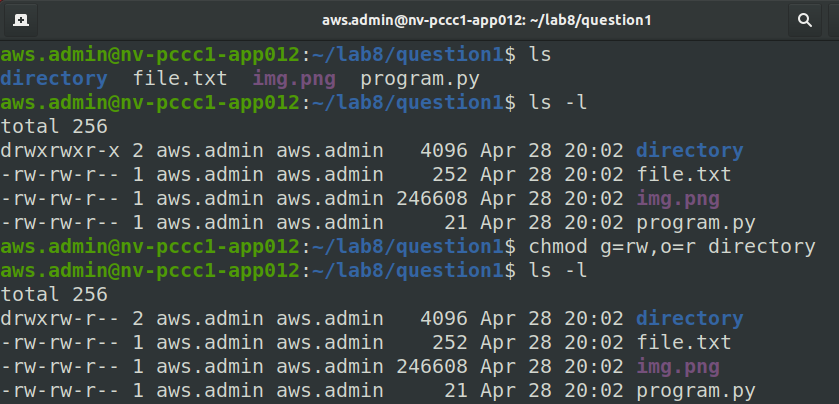 aws.admin@nv-pccc1-app012: ~/lab8/question1
aws.admin@nv-pccc1-app012:~/lab8/question1$ ls
directory  file.txt  img.png  program.py
aws.admin@nv-pccc1-app012:~/lab8/question1$ ls -l
total 256
drwxrwxr-x 2 aws.admin aws.admin   4096 Apr 28 20:02 directory
-rw-rw-r-- 1 aws.admin aws.admin    252 Apr 28 20:02 file.txt
-rw-rw-r-- 1 aws.admin aws.admin 246608 Apr 28 20:02 img.png
-rw-rw-r-- 1 aws.admin aws.admin     21 Apr 28 20:02 program.py
aws.admin@nv-pccc1-app012:~/lab8/question1$ chmod g=rw,o=r directory
aws.admin@nv-pccc1-app012:~/lab8/question1$ ls -l
total 256
drwxrw-r-- 2 aws.admin aws.admin   4096 Apr 28 20:02 directory
-rw-rw-r-- 1 aws.admin aws.admin    252 Apr 28 20:02 file.txt
-rw-rw-r-- 1 aws.admin aws.admin 246608 Apr 28 20:02 img.png
-rw-rw-r-- 1 aws.admin aws.admin     21 Apr 28 20:02 program.py